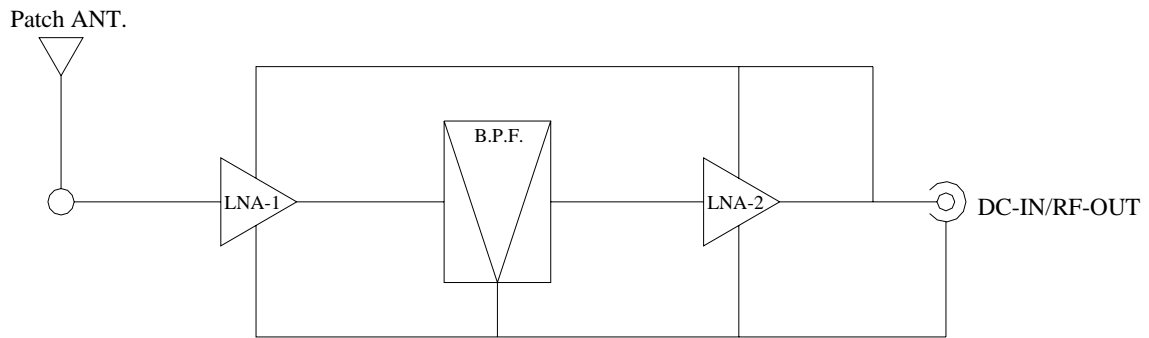 Patch ANT.
B.P.F.
LNA-1
LNA-2
DC-IN/RF-OUT